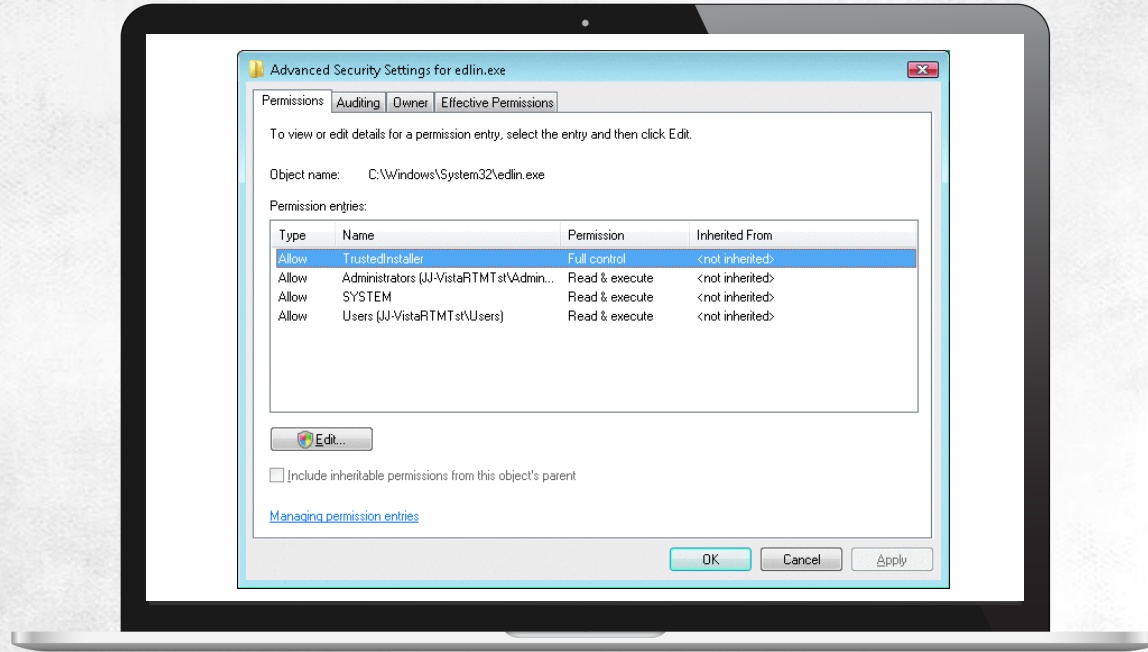 Advanced Security Settings for edlin.exe
Permissions Auditing Owner Effective Permissions
To view or edit details for a permission entry, select the entry and then click Edit.
Object name: C:\Windows\System32\edlin.exe
Permission entries:
Type Name Permission Inherited From
Allow TrustedInstaller Full control <not inherited>
Allow Administrators (JJ-VistaRTMTst\Admin... Read & execute <not inherited>
Allow SYSTEM Read & execute <not inherited>
Allow Users (JJ-VistaRTMTst\Users) Read & execute <not inherited>
Edit...
Include inheritable permissions from this object's parent
Managing permission entries
OK Cancel Apply